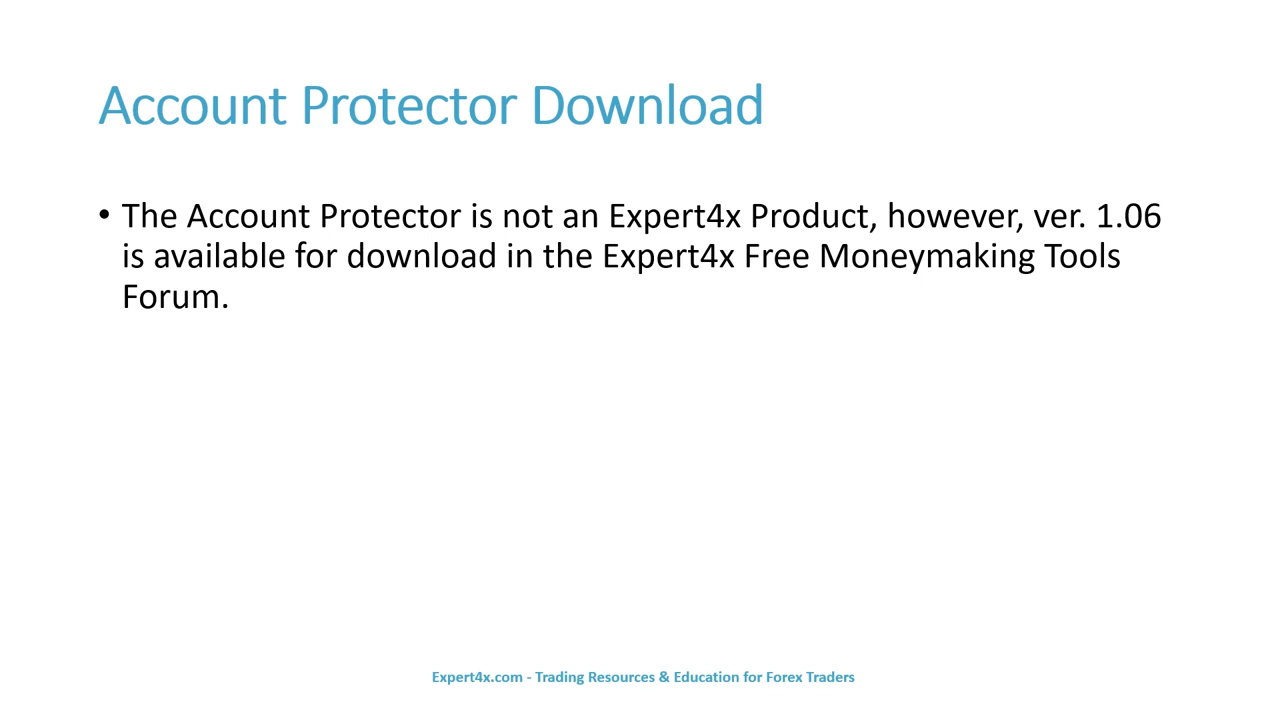 Account Protector Download
• The Account Protector is not an Expert4x Product, however, ver. 1.06
is available for download in the Expert4x Free Moneymaking Tools
Forum.
Expert4x.com - Trading Resources & Education for Forex Traders